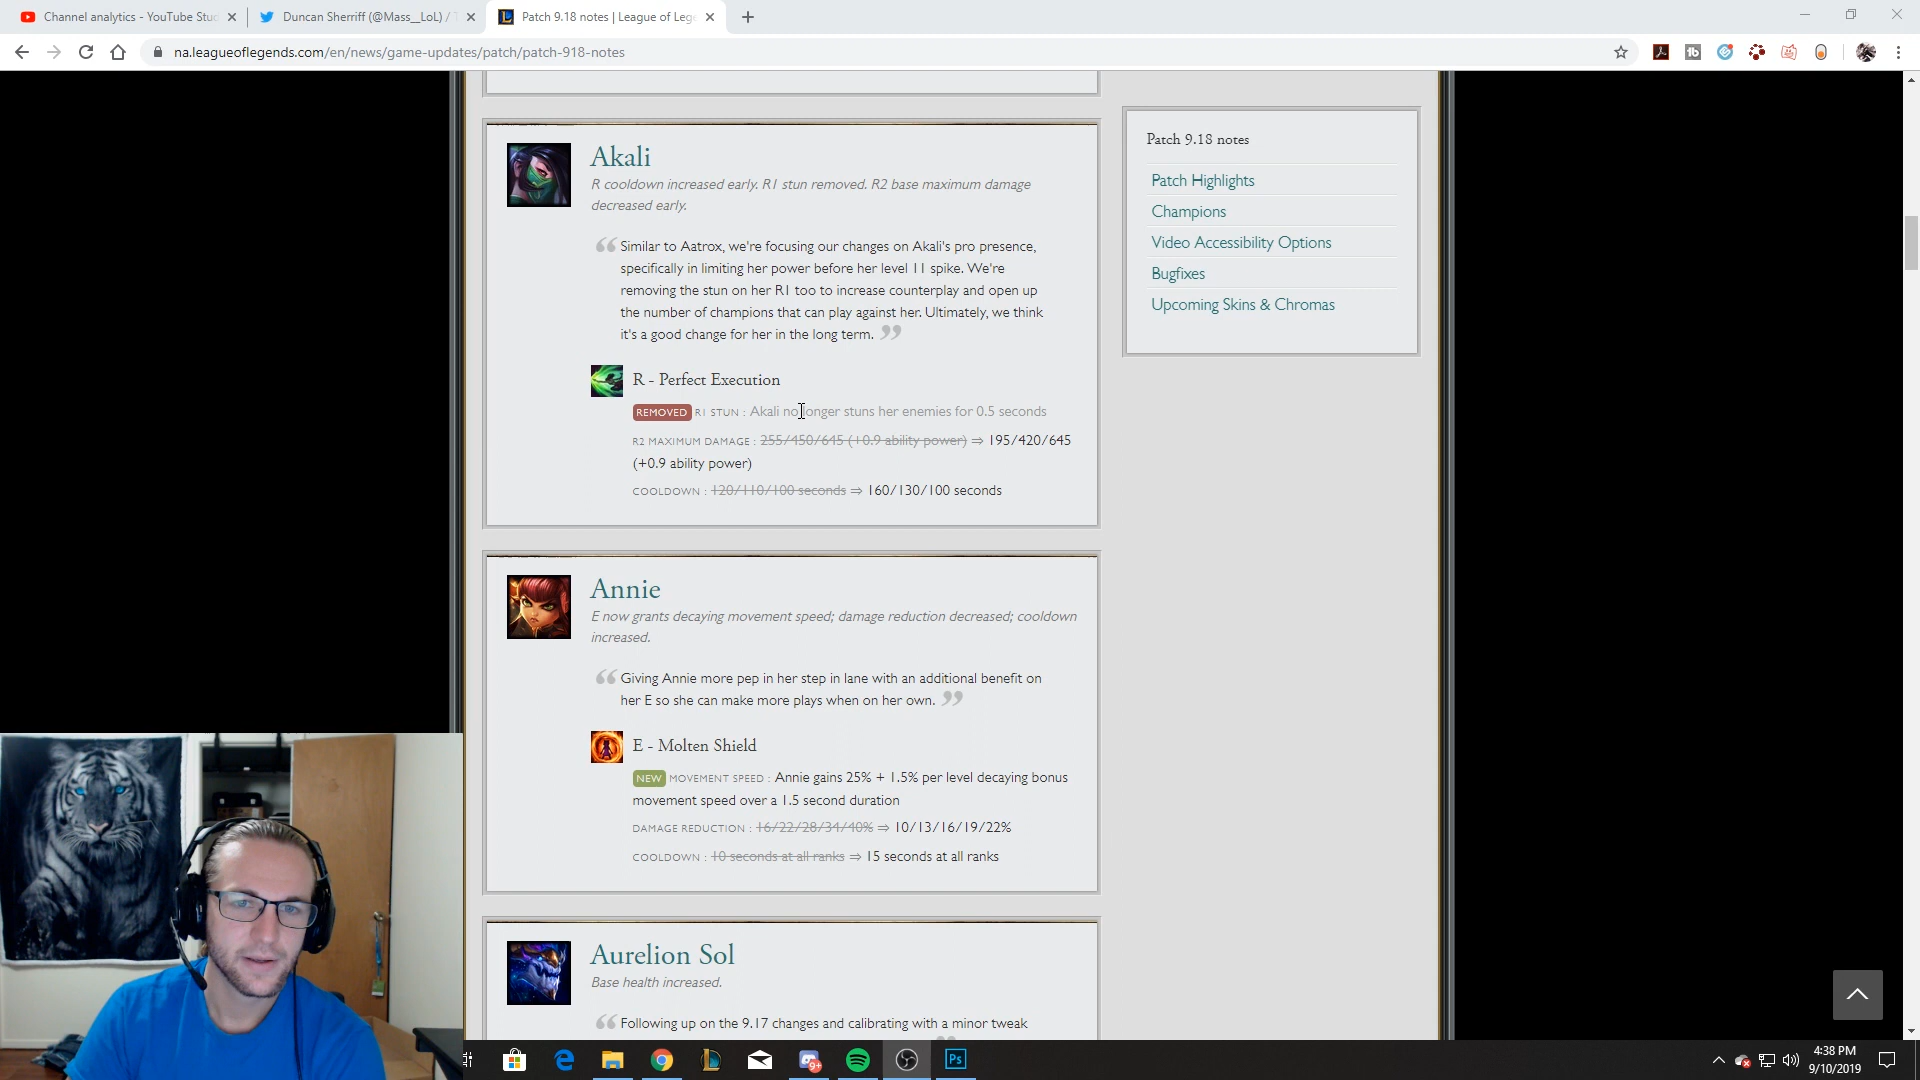 Channel analytics - YouTube Stu
Duncan Sherriff (@Mass__LoL) / T
Patch 9.18 notes | League of Leg
na.leagueoflegends.com/en/news/game-updates/patch/patch-918-notes
Akali
R cooldown increased early. R1 stun removed. R2 base maximum damage
decreased early.
Similar to Aatrox, we're focusing our changes on Akali's pro presence,
specifically in limiting her power before her level 11 spike. We're
removing the stun on her R1 too to increase counterplay and open up
the number of champions that can play against her. Ultimately, we think
it's a good change for her in the long term.
R - Perfect Execution
REMOVED R1 STUN : Akali no longer stuns her enemies for 0.5 seconds
R2 MAXIMUM DAMAGE : 255/450/645 (+0.9 ability power) ⇒ 195/420/645
(+0.9 ability power)
COOLDOWN : 120/110/100 seconds ⇒ 160/130/100 seconds
Annie
E now grants decaying movement speed; damage reduction decreased; cooldown
increased.
Giving Annie more pep in her step in lane with an additional benefit on
her E so she can make more plays when on her own.
E - Molten Shield
NEW MOVEMENT SPEED : Annie gains 25% + 1.5% per level decaying bonus
movement speed over a 1.5 second duration
DAMAGE REDUCTION : 16/22/28/34/40% ⇒ 10/13/16/19/22%
COOLDOWN : 10 seconds at all ranks ⇒ 15 seconds at all ranks
Aurelion Sol
Base health increased.
Following up on the 9.17 changes and calibrating with a minor tweak
Patch 9.18 notes
Patch Highlights
Champions
Video Accessibility Options
Bugfixes
Upcoming Skins & Chromas
Ps
9+
4:38 PM
9/10/2019